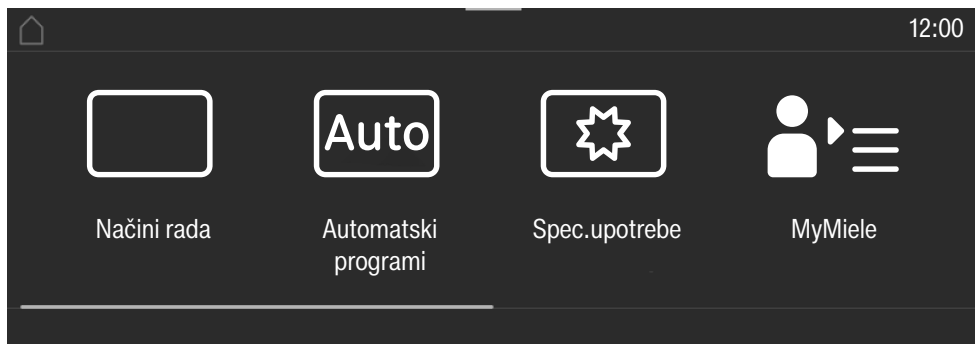 12:00
Auto
Načini rada
Automatski
programi
Spec.upotrebe
MyMiele